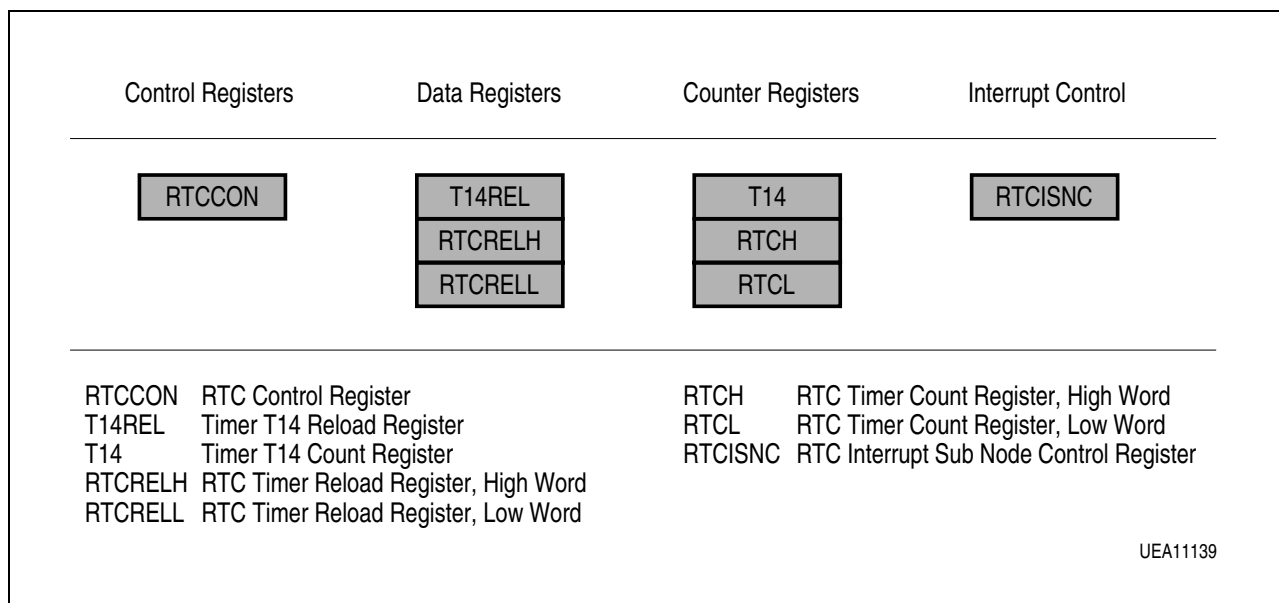 Control Registers Data Registers Counter Registers Interrupt Control
RTCCON T14REL T14 RTCISNC
RTCRELH RTCH
RTCRELL RTCL
RTCCON RTC Control Register
T14REL Timer T14 Reload Register
T14 Timer T14 Count Register
RTCRELH RTC Timer Reload Register, High Word
RTCRELL RTC Timer Reload Register, Low Word
RTCH RTC Timer Count Register, High Word
RTCL RTC Timer Count Register, Low Word
RTCISNC RTC Interrupt Sub Node Control Register
UEA11139